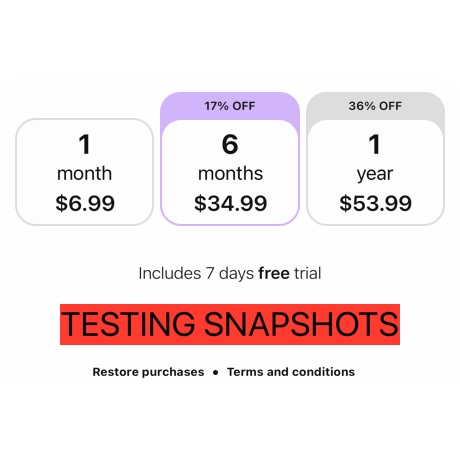 17% OFF
36% OFF
1
month
$6.99
6
months
$34.99
1
year
$53.99
Includes 7 days free trial
TESTING SNAPSHOTS
Restore purchases • Terms and conditions